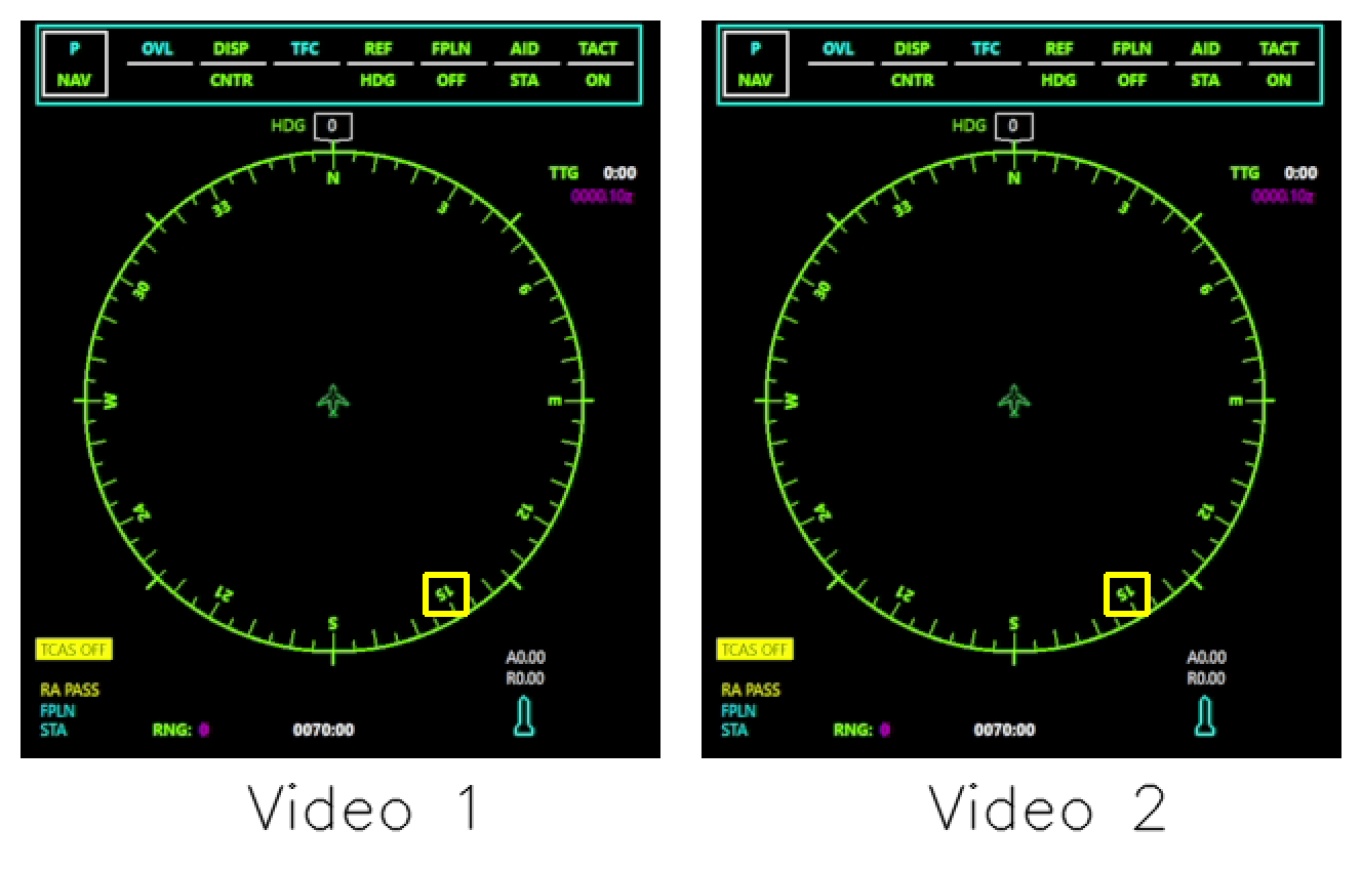 P OVL DISP TFC REF FPLN AID TACT
NAV CNTR HDG OFF STA ON
HDG 0
TTG 0:00
0000.10z
N
33 3
30 6
W E
24 12
21 15
S
TCAS OFF
A0.00
R0.00
RA PASS
FPLN
STA RNG: 0 0070:00
Video 1
P OVL DISP TFC REF FPLN AID TACT
NAV CNTR HDG OFF STA ON
HDG 0
TTG 0:00
0000.10z
N
33 3
30 6
W E
24 12
21 15
S
TCAS OFF
A0.00
R0.00
RA PASS
FPLN
STA RNG: 0 0070:00
Video 2